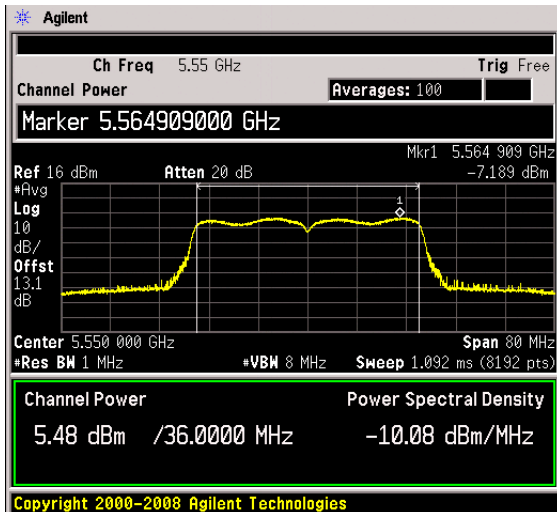 Agilent
Ch Freq 5.55 GHz Trig Free
Channel Power Averages: 100
Marker 5.564909000 GHz
Mkr1 5.564 909 GHz
Ref 16 dBm Atten 20 dB -7.189 dBm
#Avg
Log
10
dB/
Offst
13.1
dB
1
Center 5.550 000 GHz Span 80 MHz
#Res BW 1 MHz #VBW 8 MHz Sweep 1.092 ms (8192 pts)
Channel Power Power Spectral Density
5.48 dBm /36.0000 MHz -10.08 dBm/MHz
Copyright 2000-2008 Agilent Technologies